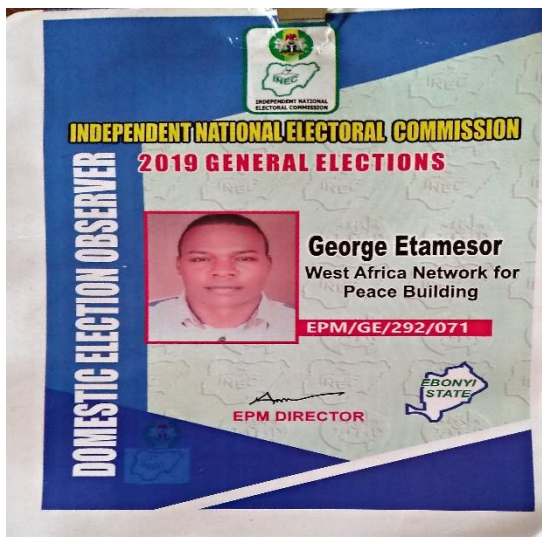 INEC
INDEPENDENT NATIONAL
ELECTORAL COMMISSION
INDEPENDENT NATIONAL ELECTORAL COMMISSION
2019 GENERAL ELECTIONS
DOMESTIC ELECTION OBSERVER
George Etamesor
West Africa Network for
Peace Building
EPM/GE/292/071
EBONYI
STATE
EPM DIRECTOR